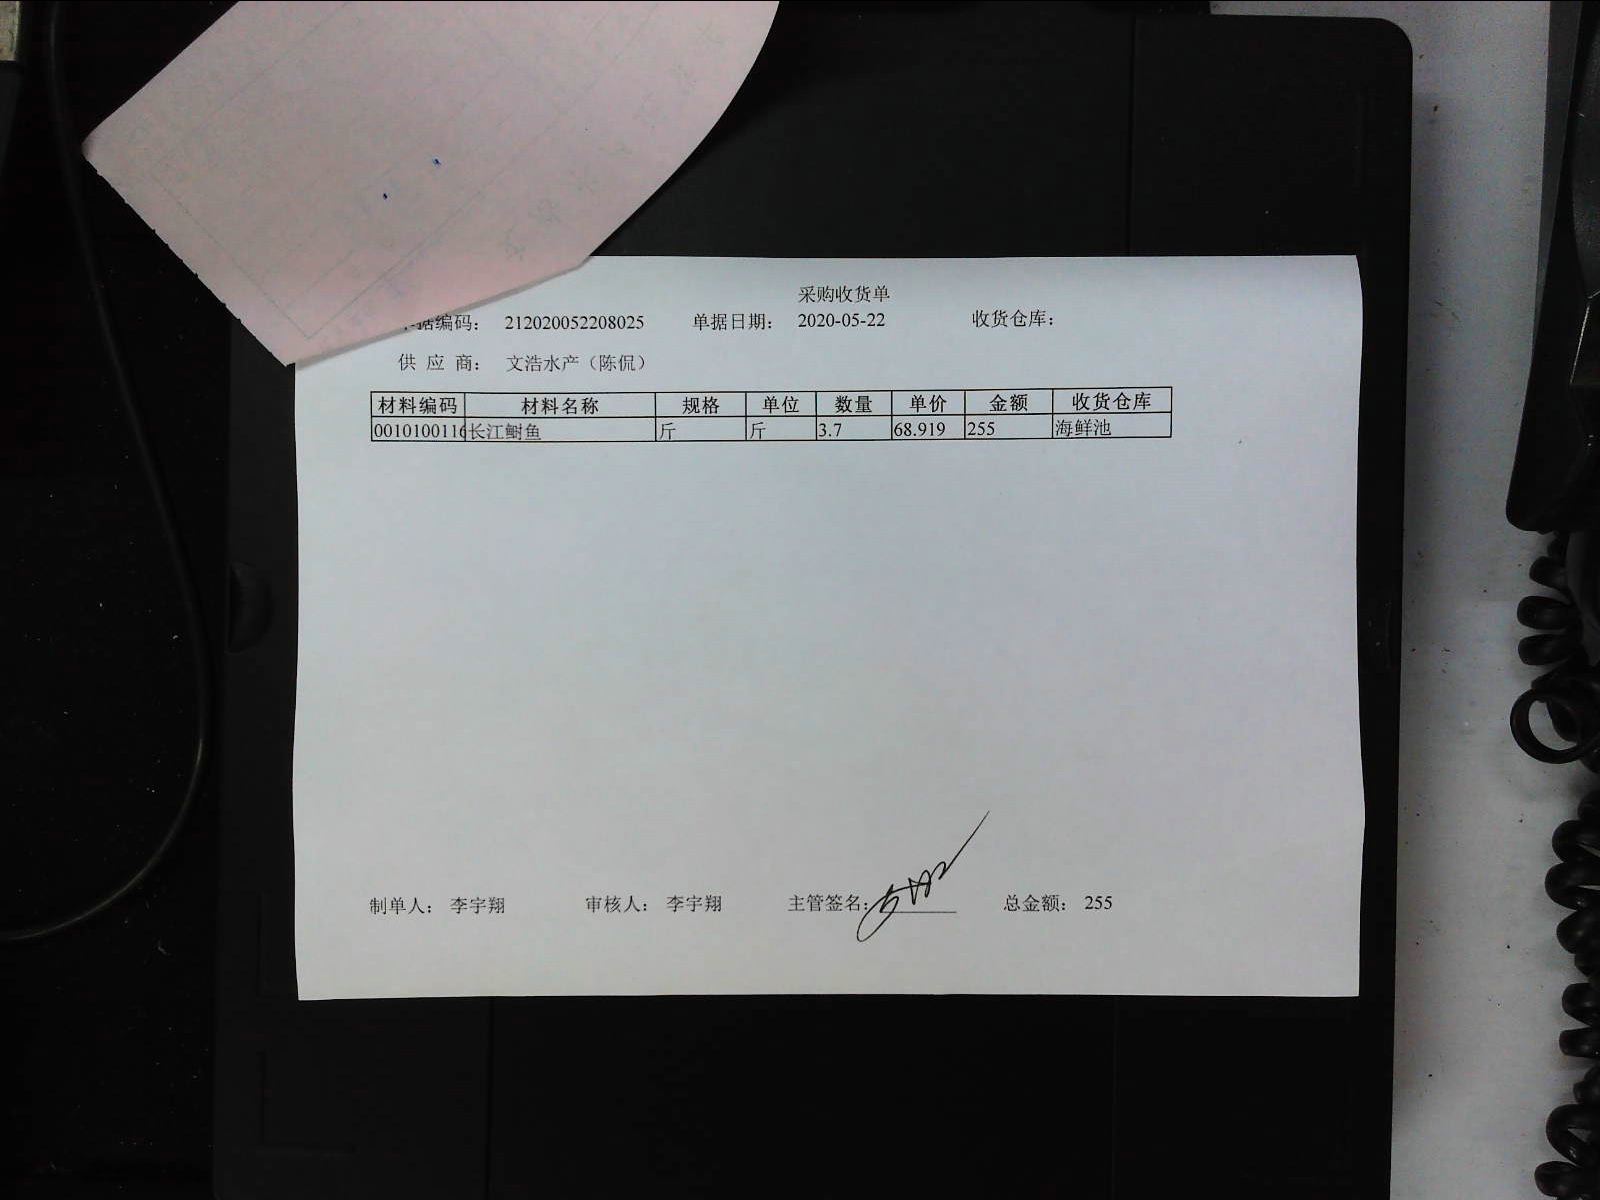 采购收货单
据编码： 212020052208025 单据日期： 2020-05-22 收货仓库：
供 应 商： 文浩水产（陈侃）
材料编码 材料名称 规格 单位 数量 单价 金额 收货仓库
0010100116 长江鲥鱼 斤 斤 3.7 68.919 255 海鲜池
制单人： 李宇翔 审核人： 李宇翔 主管签名： 总金额： 255